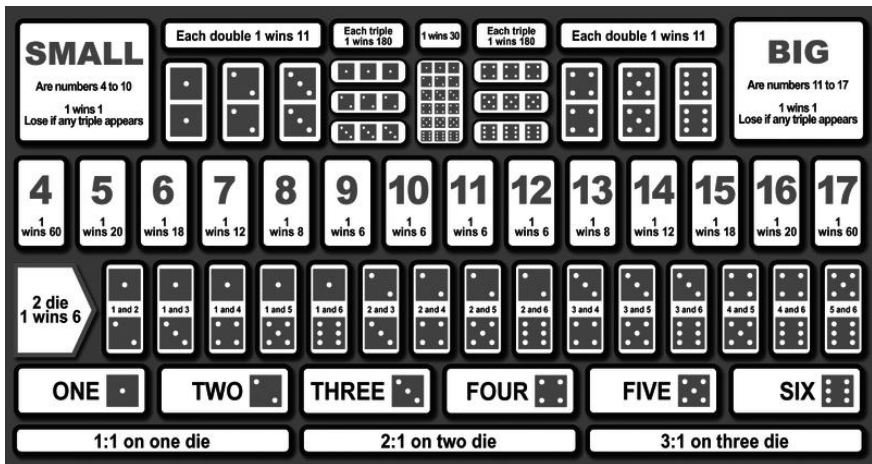 SMALL
Are numbers 4 to 10
1 wins 1
Lose if any triple appears
Each double 1 wins 11
Each triple
1 wins 180
1 wins 30
Each triple
1 wins 180
Each double 1 wins 11
BIG
Are numbers 11 to 17
1 wins 1
Lose if any triple appears
4
1
wins 60
5
1
wins 20
6
1
wins 18
7
1
wins 12
8
1
wins 8
9
1
wins 6
10
1
wins 6
11
1
wins 6
12
1
wins 6
13
1
wins 8
14
1
wins 12
15
1
wins 18
16
1
wins 20
17
1
wins 60
2 die
1 wins 6
1 and 2
1 and 3
1 and 4
1 and 5
1 and 6
2 and 3
2 and 4
2 and 5
2 and 6
3 and 4
3 and 5
3 and 6
4 and 5
4 and 6
5 and 6
ONE
TWO
THREE
FOUR
FIVE
SIX
1:1 on one die
2:1 on two die
3:1 on three die